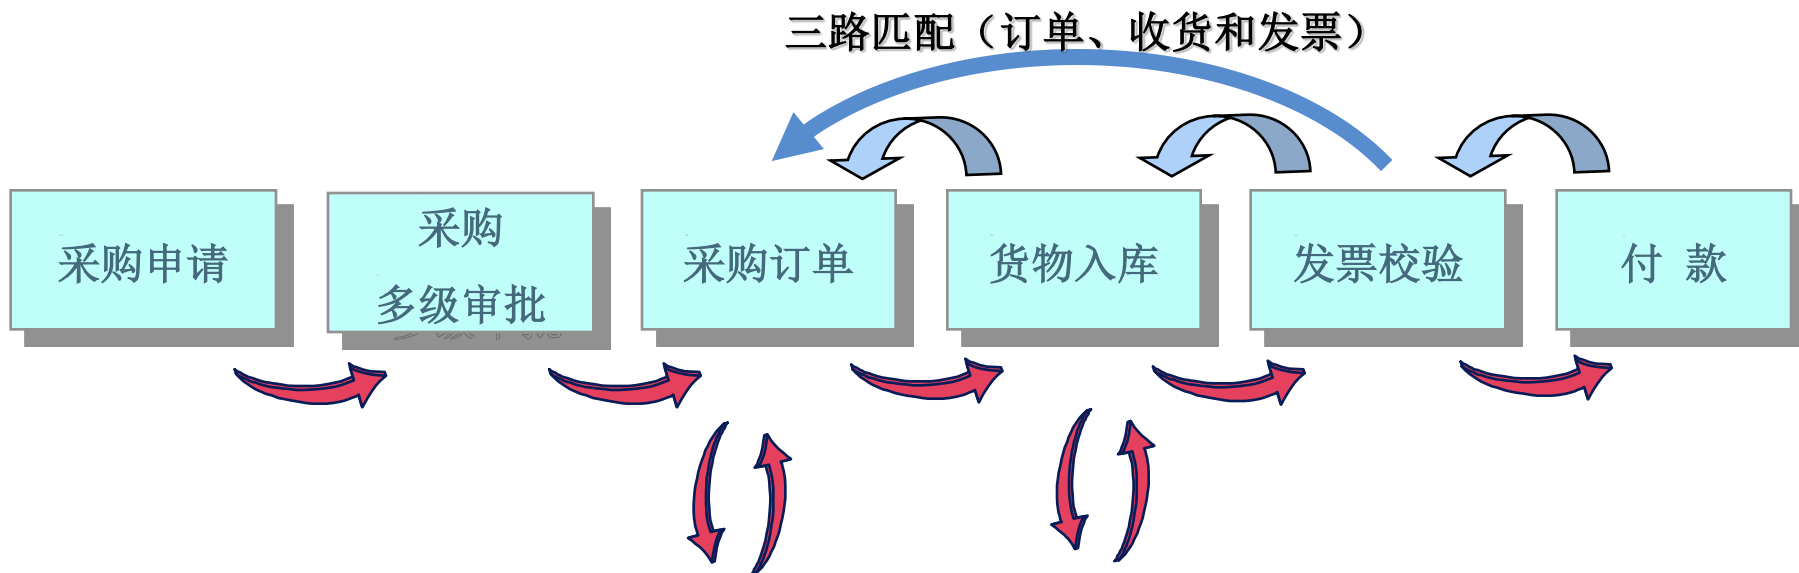 三路匹配（订单、收货和发票）
采购申请
采购
多级审批
采购订单
货物入库
发票校验
付 款